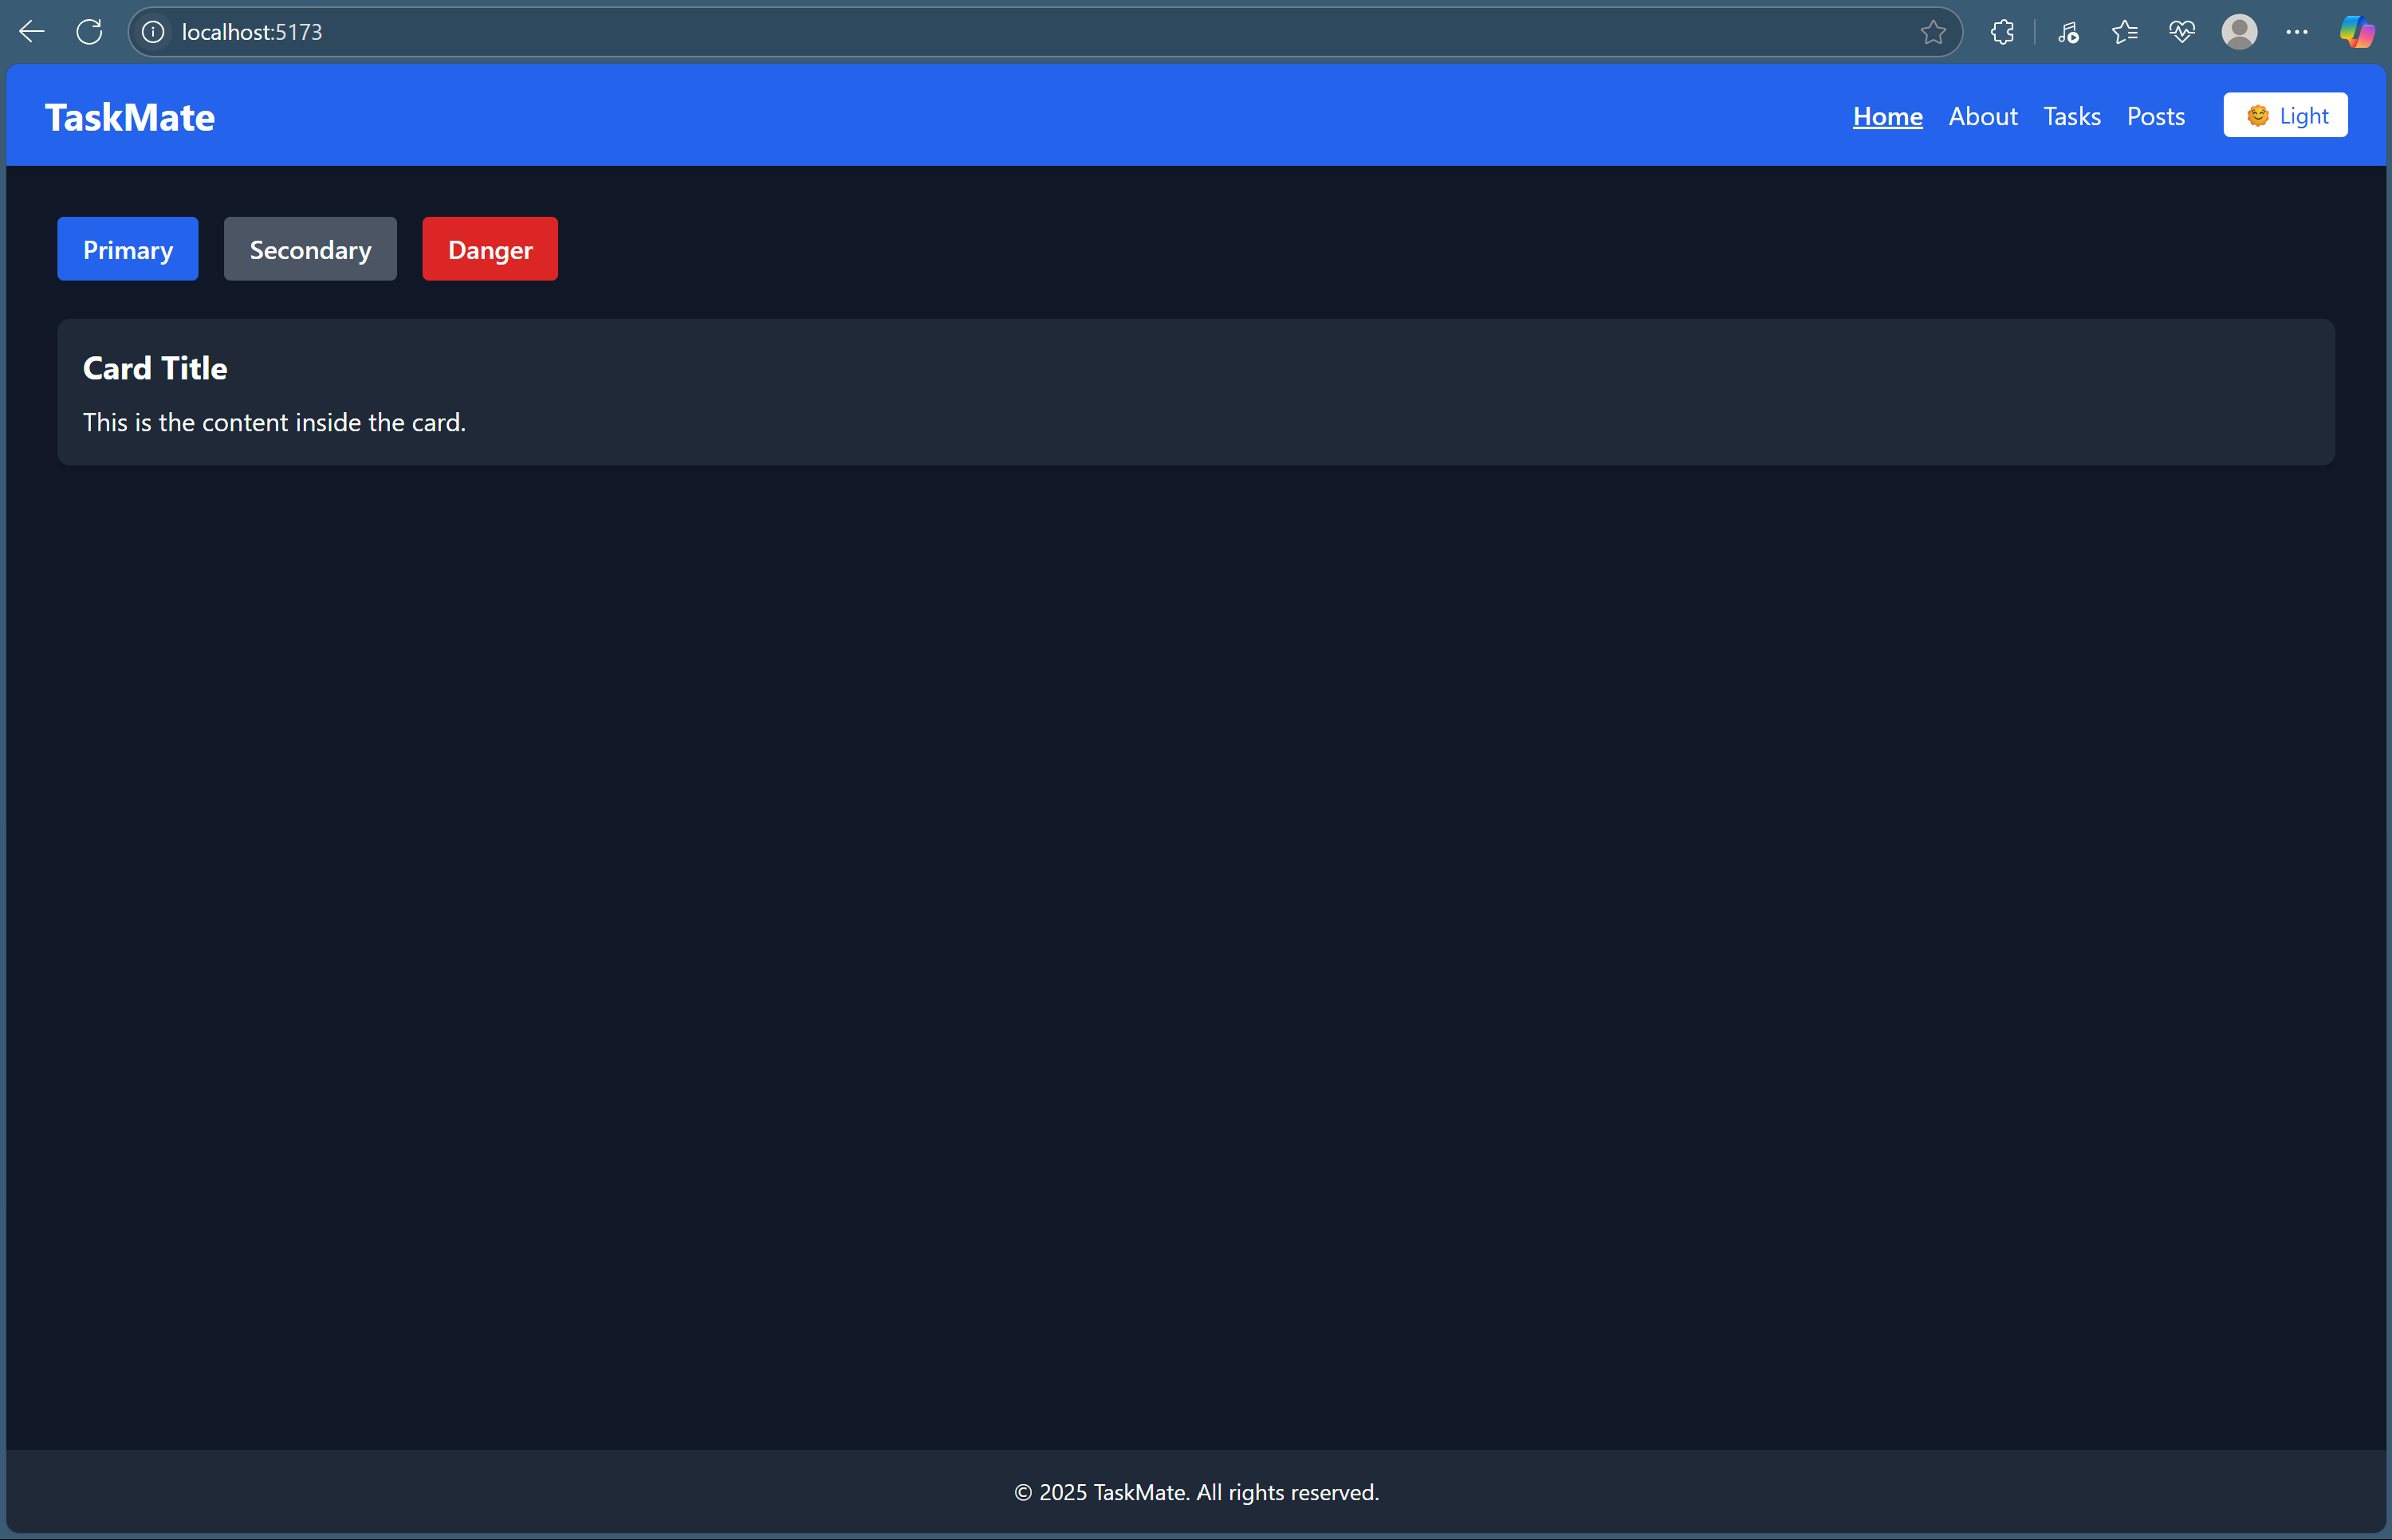 localhost:5173
TaskMate
Home About Tasks Posts 🌞 Light
Primary Secondary Danger
Card Title
This is the content inside the card.
© 2025 TaskMate. All rights reserved.